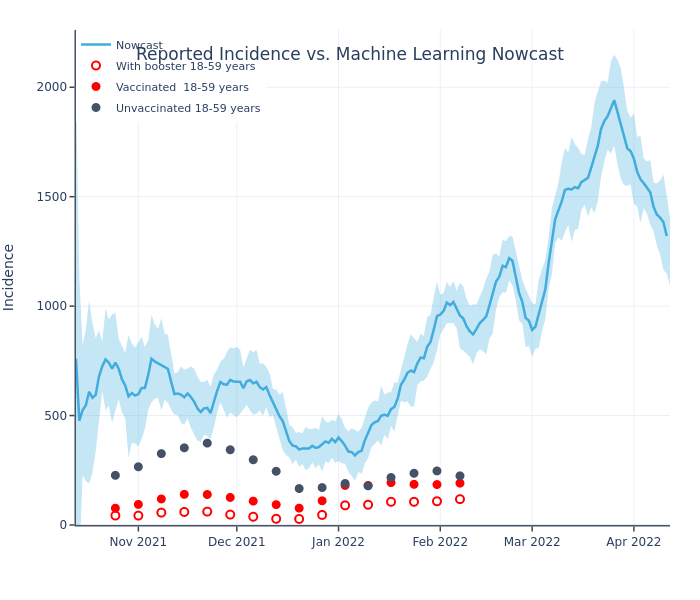 Reported Incidence vs. Machine Learning Nowcast
Nowcast
With booster 18-59 years
Vaccinated  18-59 years
Unvaccinated 18-59 years
Incidence
2000
1500
1000
500
0
Nov 2021
Dec 2021
Jan 2022
Feb 2022
Mar 2022
Apr 2022